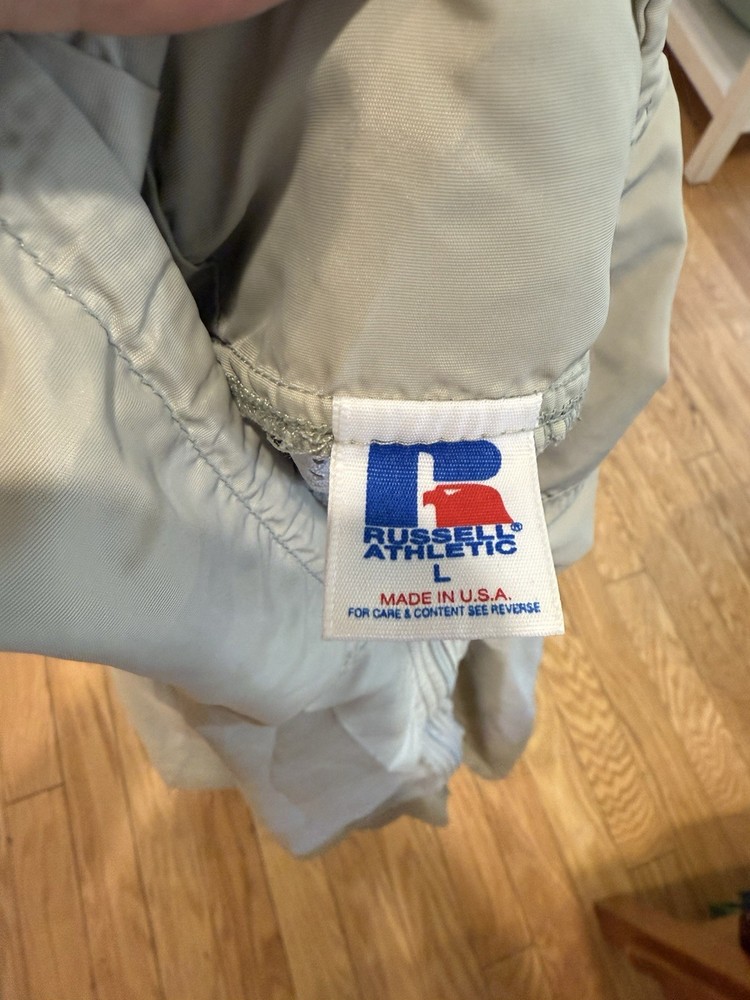 RUSSELL®
ATHLETIC
L
MADE IN U.S.A.
FOR CARE & CONTENT SEE REVERSE